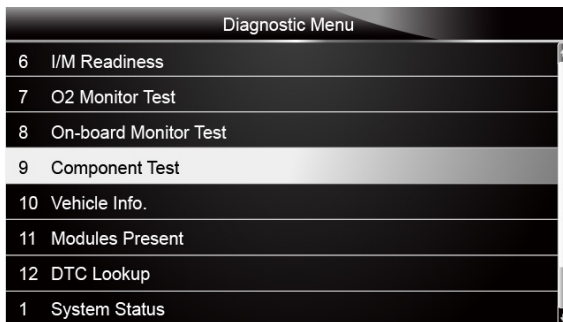 Diagnostic Menu
6 I/M Readiness
7 O2 Monitor Test
8 On-board Monitor Test
9 Component Test
10 Vehicle Info.
11 Modules Present
12 DTC Lookup
1 System Status